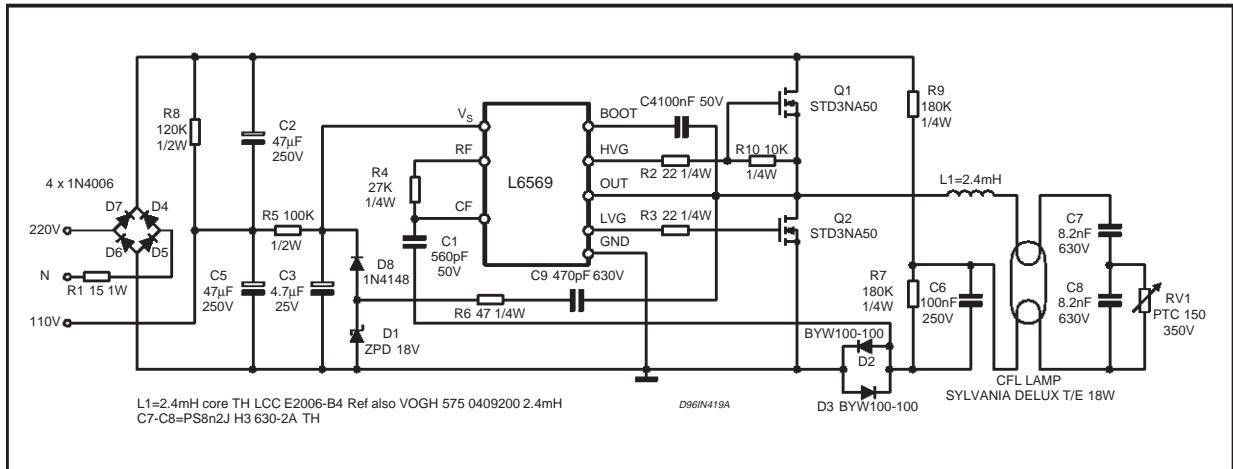 R8
120K
1/2W
C2
47µF
250V
4 x 1N4006
D7
D4
D6
D5
220V
N
R1 15 1W
110V
R5 100K
1/2W
C5
47µF
250V
C3
4.7µF
25V
VS
RF
CF
R4
27K
1/4W
C1
560pF
50V
D8
1N4148
D1
ZPD 18V
L6569
BOOT
HVG
OUT
LVG
GND
C4100nF 50V
R2 22 1/4W
R10 10K
1/4W
R3 22 1/4W
C9 470pF 630V
R6 47 1/4W
Q1
STD3NA50
Q2
STD3NA50
R9
180K
1/4W
L1=2.4mH
R7
180K
1/4W
C6
100nF
250V
BYW100-100
D2
D3 BYW100-100
C7
8.2nF
630V
C8
8.2nF
630V
RV1
PTC 150
350V
CFL LAMP
SYLVANIA DELUX T/E 18W
L1=2.4mH core TH LCC E2006-B4 Ref also VOGH 575 0409200 2.4mH
C7-C8=PS8n2J H3 630-2A TH
D96IN419A